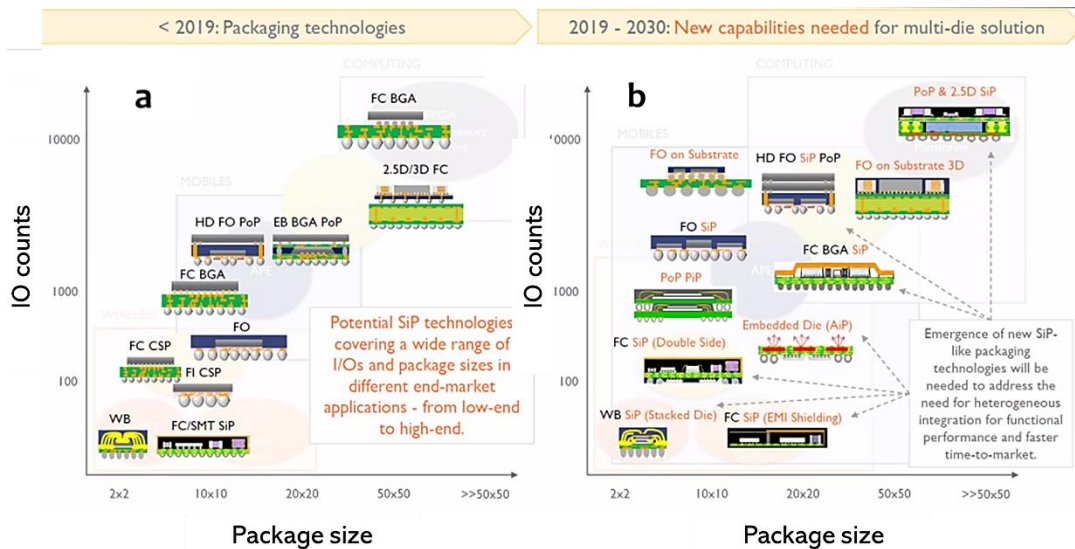 < 2019: Packaging technologies
2019 - 2030: New capabilities needed for multi-die solution
a
COMPUTING
FC BGA
10000
2.5D/3D FC
MOBILES
HD FO PoP
EB BGA PoP
FC BGA
APE
1000
WIRELESS
FO
FC CSP
FI CSP
100
WB
FC/SMT SiP
Potential SiP technologies
covering a wide range of
I/Os and package sizes in
different end-market
applications - from low-end
to high-end.
IO counts
2x2
10x10
20x20
50x50
>>50x50
Package size
b
COMPUTING
PoP & 2.5D SiP
10000
MOBILES
Memories
FO on Substrate
HD FO SiP PoP
FO on Substrate 3D
FO SiP
FC BGA SiP
APE
1000
PoP PiP
Embedded Die (AiP)
FC SiP (Double Side)
100
WB SiP (Stacked Die)
FC SiP (EMI Shielding)
Emergence of new SiP-
like packaging
technologies will be
needed to address the
need for heterogeneous
integration for functional
performance and faster
time-to-market.
IO counts
2x2
10x10
20x20
50x50
>>50x50
Package size